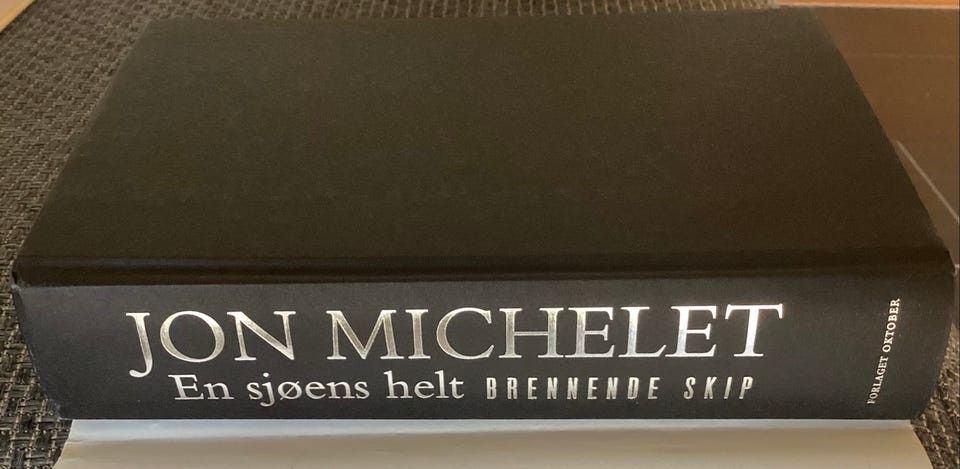 JON MICHELET
En sjøens helt BRENNENDE SKIP
FORLAGET OKTOBER